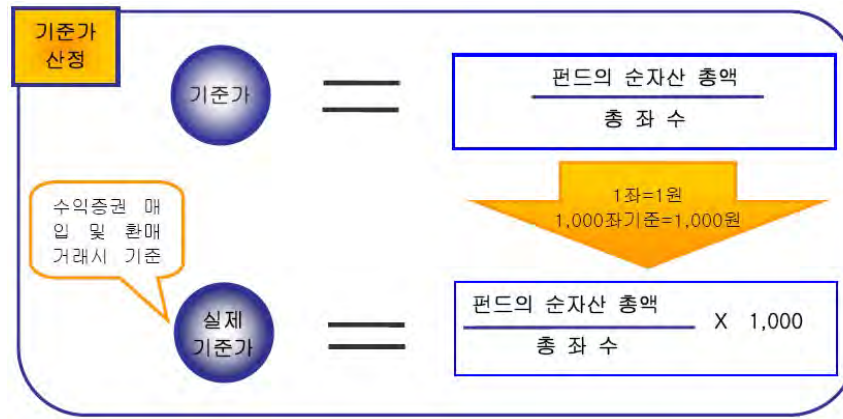 기준가
산정
기준가
펀드의 순자산 총액
총 좌 수
1좌=1원
1,000좌기준=1,000원
수익증권 매
입 및 환매
거래시 기준
실제
기준가
펀드의 순자산 총액
총 좌 수
X 1,000